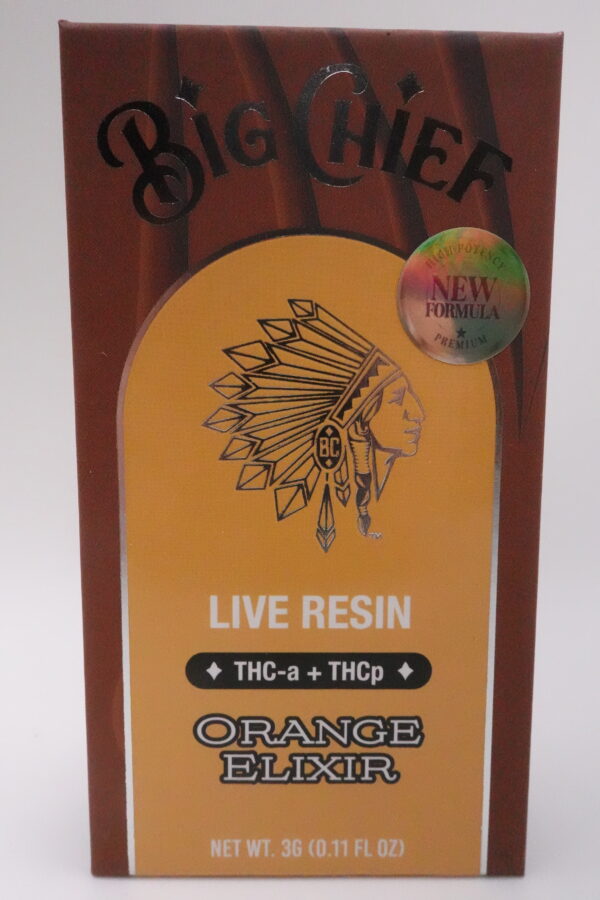 BIG CHIEF
HIGH POTENCY
NEW
FORMULA
PREMIUM
BC
TM
LIVE RESIN
THC-a + THCp
ORANGE
ELIXIR
NET WT. 3G (0.11 FL OZ)